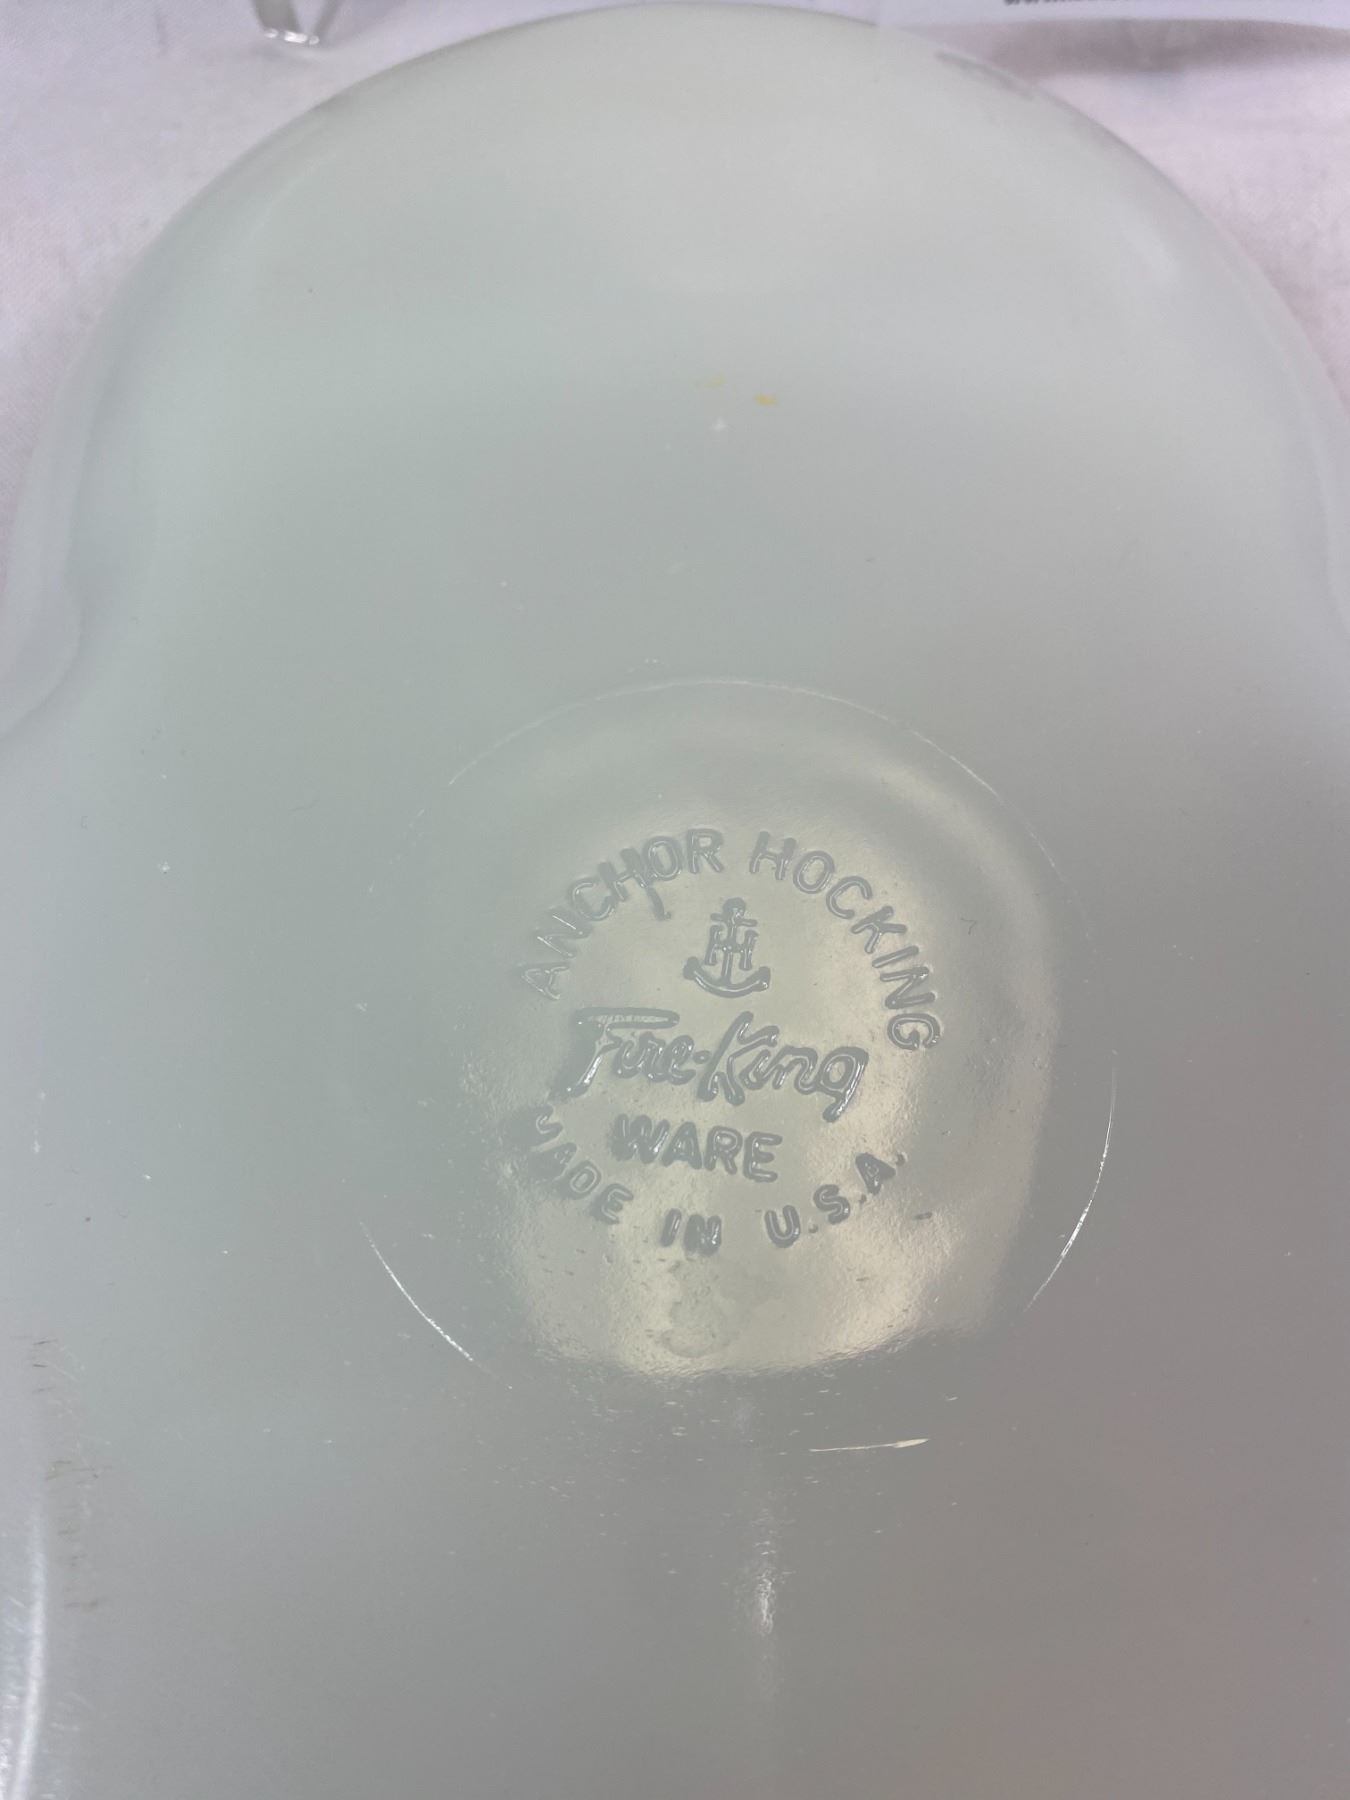 ANCHOR HOCKING
H
Fire-King
WARE
MADE IN U.S.A.